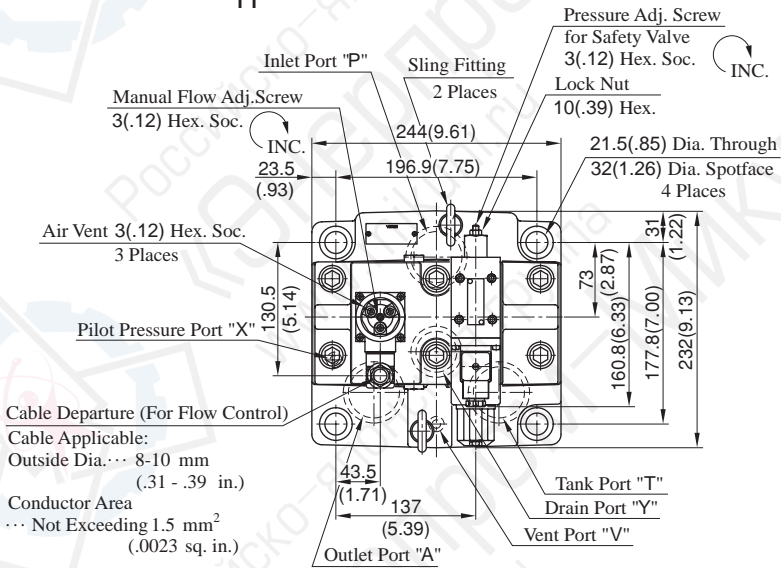 Pressure Adj. Screw
for Safety Valve
3(.12) Hex. Soc.
INC.
Inlet Port "P"
Sling Fitting
2 Places
Lock Nut
10(.39) Hex.
Manual Flow Adj.Screw
3(.12) Hex. Soc.
INC.
244(9.61)
21.5(.85) Dia. Through
32(1.26) Dia. Spotface
4 Places
23.5
(.93)
196.9(7.75)
Air Vent 3(.12) Hex. Soc.
3 Places
31
(1.22)
73
(2.87)
130.5
(5.14)
160.8(6.33)
177.8(7.00)
232(9.13)
Pilot Pressure Port "X"
Cable Departure (For Flow Control)
Cable Applicable:
Outside Dia.··· 8-10 mm
(.31 - .39 in.)
Conductor Area
··· Not Exceeding 1.5 mm²
(.0023 sq. in.)
43.5
(1.71)
137
(5.39)
Tank Port "T"
Drain Port "Y"
Vent Port "V"
Outlet Port "A"